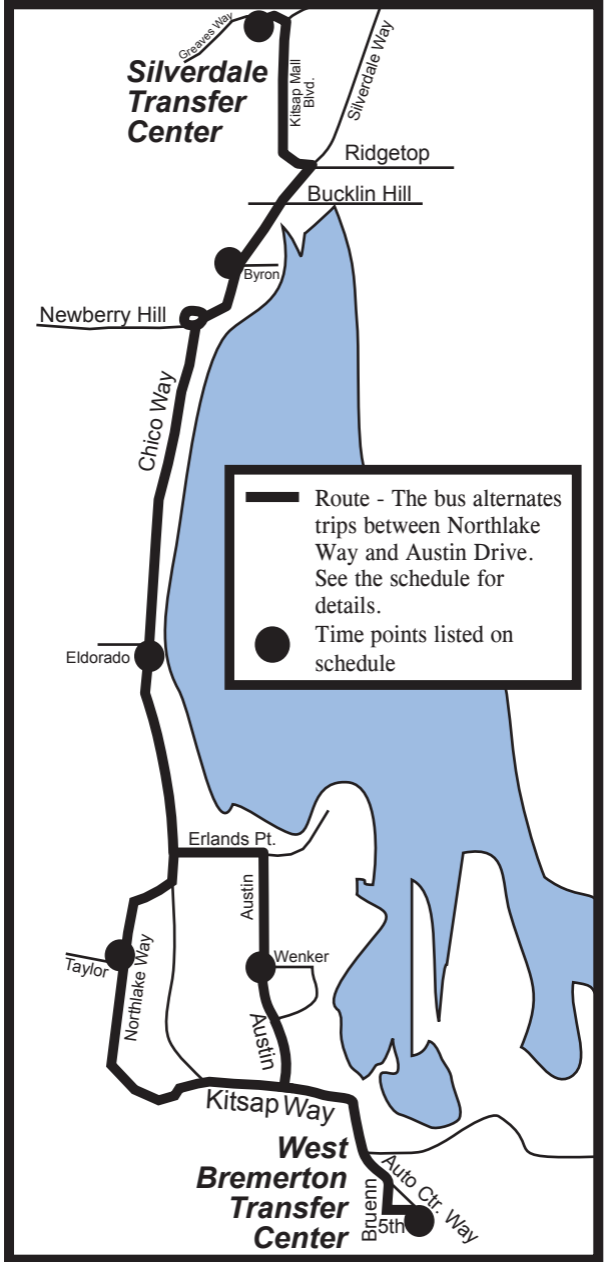 Greaves Way
Silverdale
Transfer
Center
Kitsap Mall
Blvd.
Silverdale Way
Ridgetop
Bucklin Hill
Byron
Newberry Hill
Chico Way
Route - The bus alternates
trips between Northlake
Way and Austin Drive.
See the schedule for
details.
Time points listed on
schedule
Eldorado
Erlands Pt.
Austin
Wenker
Taylor
Northlake Way
Austin
Kitsap Way
West
Bremerton
Transfer
Center
Bruenn
Auto Ctr. Way
5th